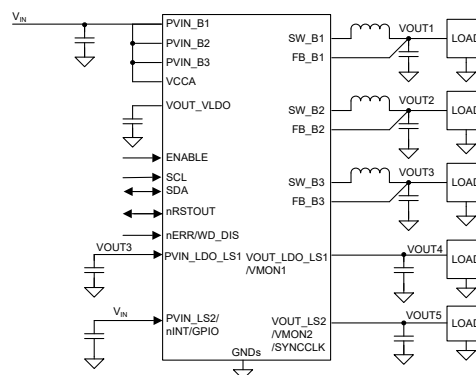 VIN
PVIN_B1
PVIN_B2
PVIN_B3
VCCA
VOUT_VLDO
ENABLE
SCL
SDA
nRSTOUT
nERR/WD_DIS
VOUT3
PVIN_LDO_LS1
VIN
PVIN_LS2/
nINT/GPIO
SW_B1
FB_B1
VOUT1
LOAD
SW_B2
FB_B2
VOUT2
LOAD
SW_B3
FB_B3
VOUT3
LOAD
VOUT_LDO_LS1
/VMON1
VOUT4
LOAD
VOUT_LS2
/VMON2
/SYNCCLK
VOUT5
LOAD
GNDs